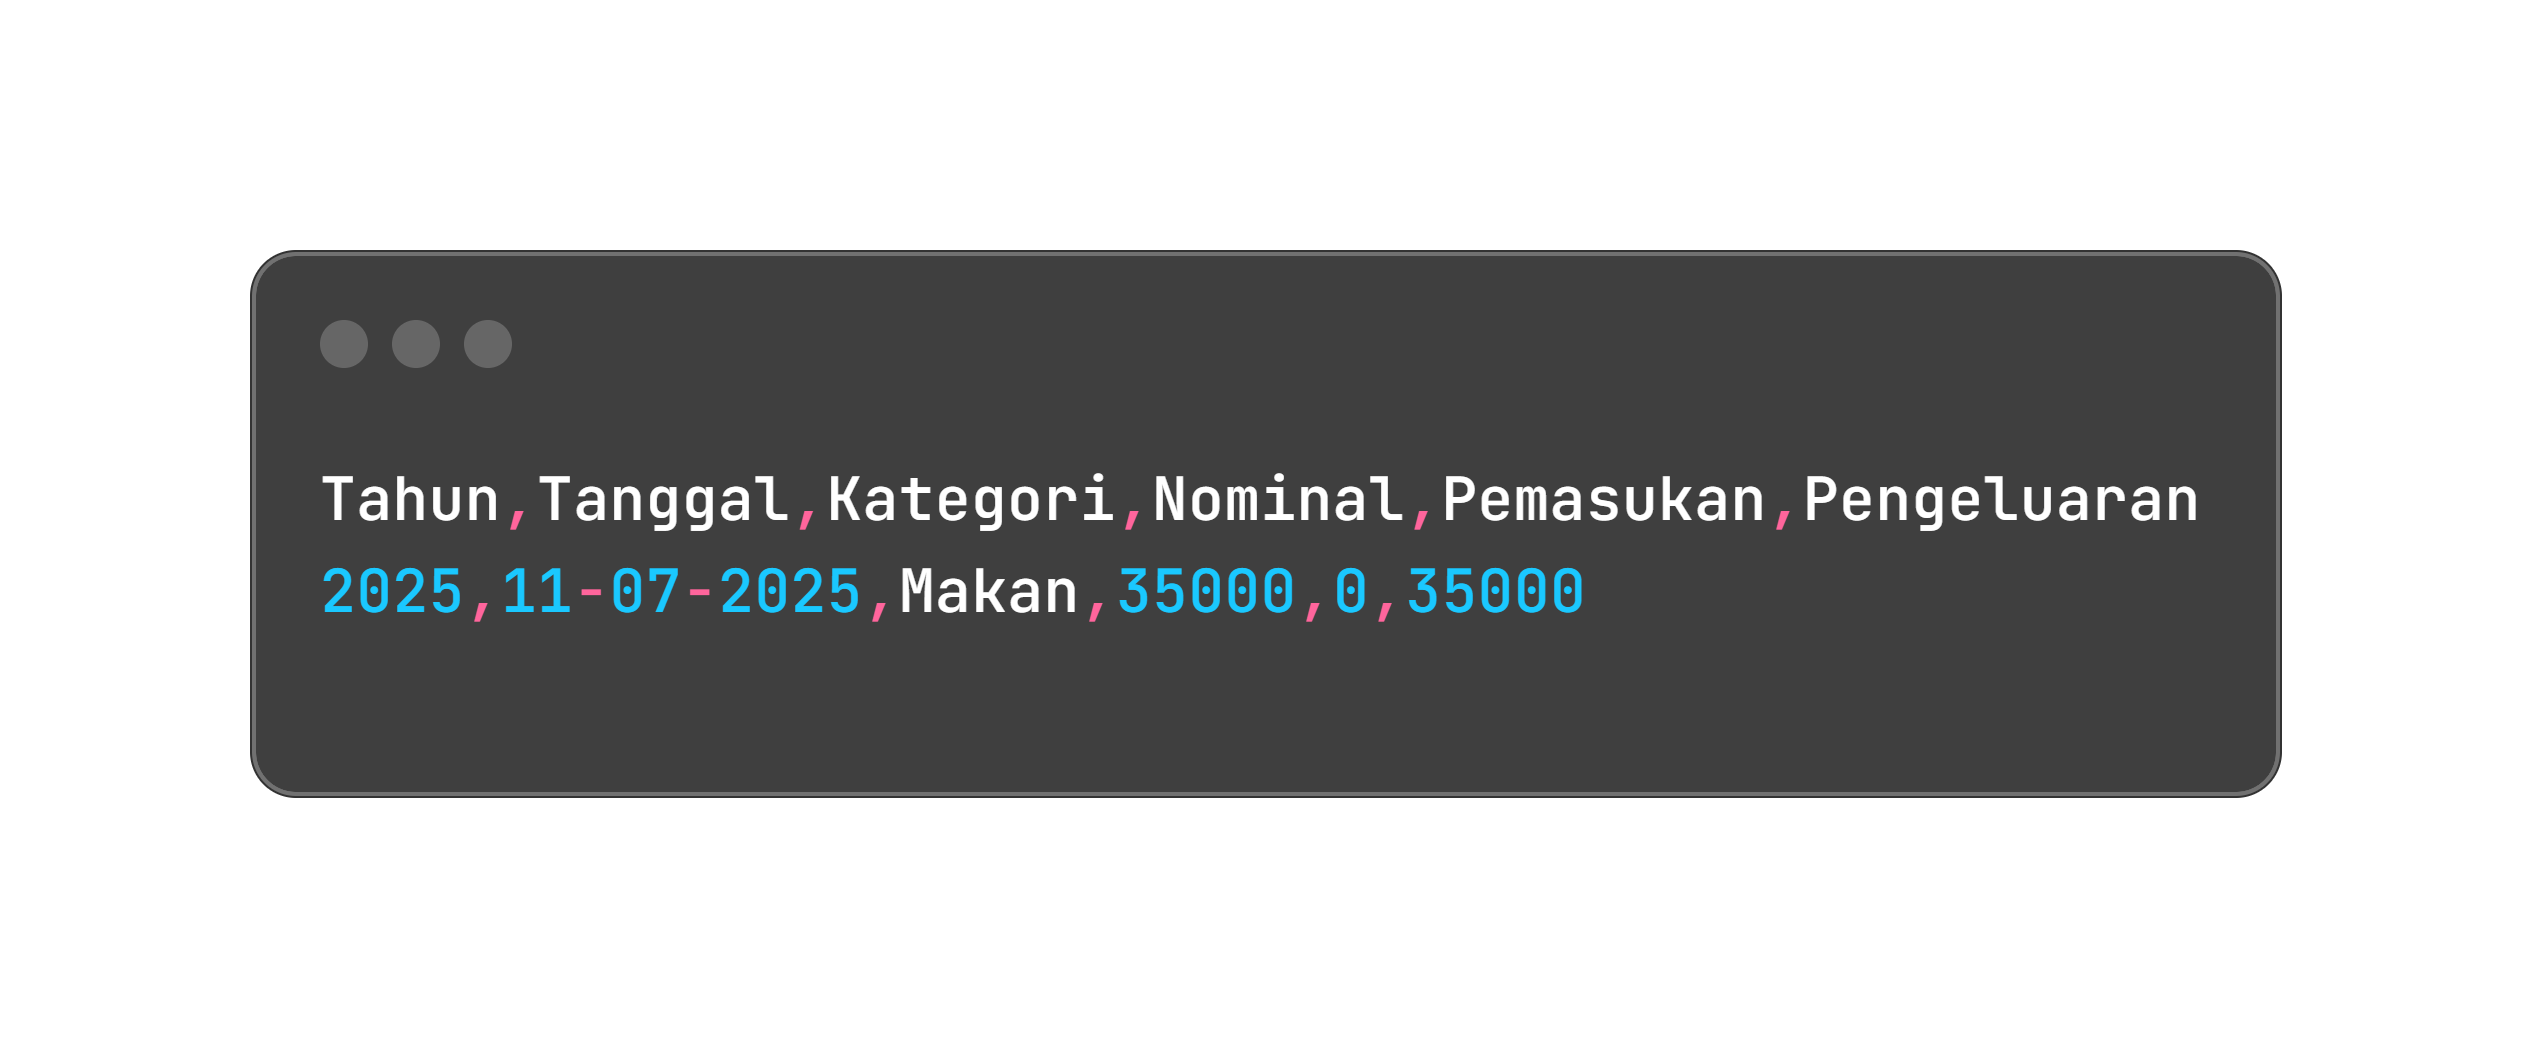 Tahun,Tanggal,Kategori,Nominal,Pemasukan,Pengeluaran
2025,11-07-2025,Makan,35000,0,35000